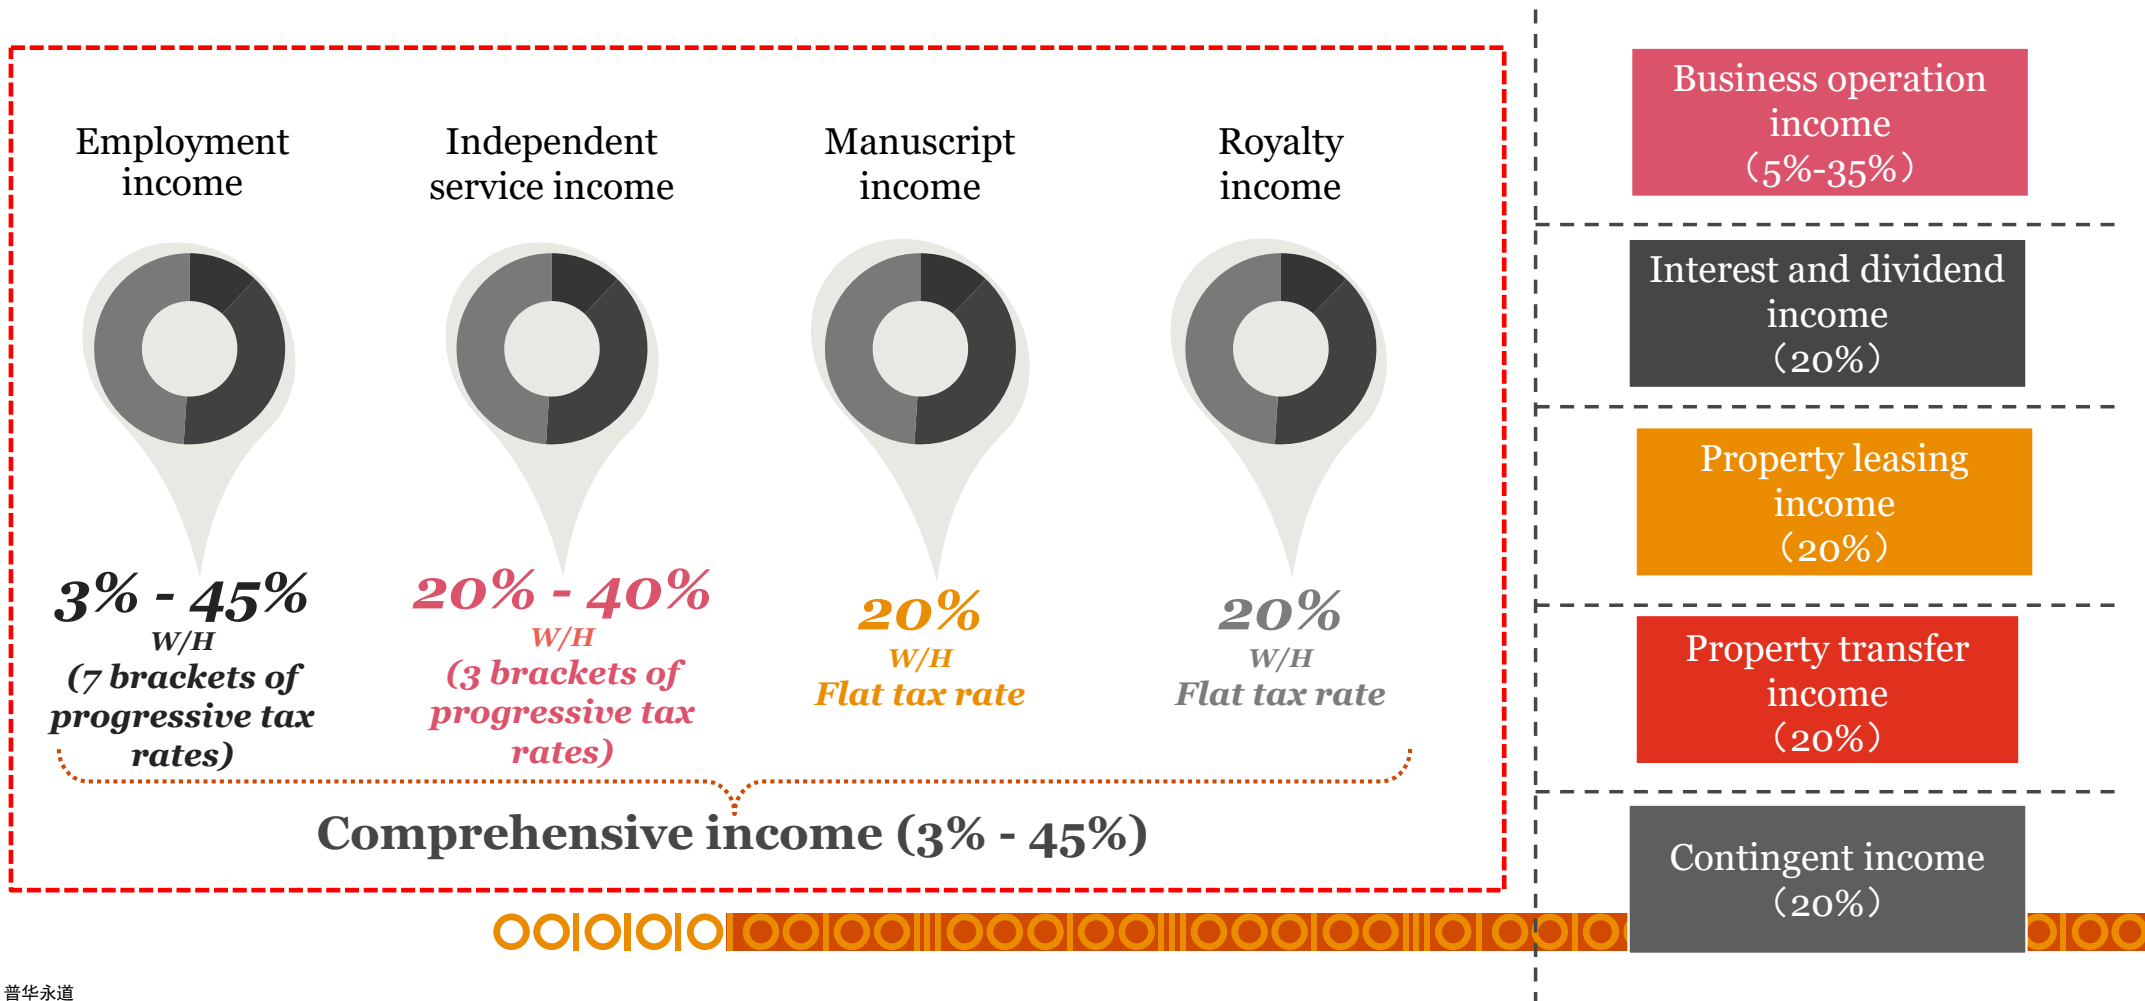 Employment
income
Independent
service income
Manuscript
income
Royalty
income
3% - 45%
W/H
(7 brackets of
progressive tax
rates)
20% - 40%
W/H
(3 brackets of
progressive tax
rates)
20%
W/H
Flat tax rate
20%
W/H
Flat tax rate
Comprehensive income (3% - 45%)
Business operation
income
（5%-35%）
Interest and dividend
income
（20%）
Property leasing
income
（20%）
Property transfer
income
（20%）
Contingent income
（20%）
普华永道